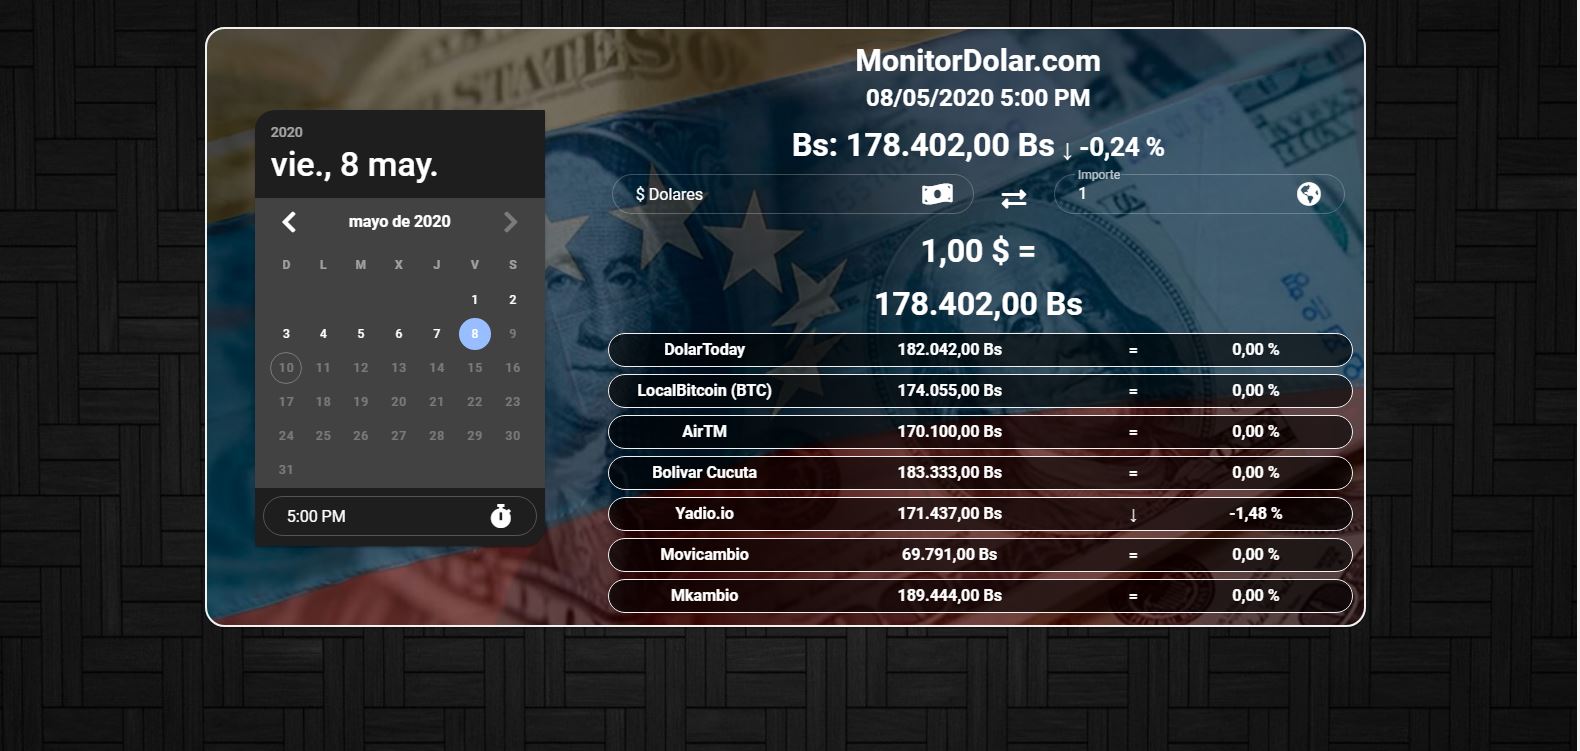 STATES
2020
vie., 8 may.
mayo de 2020
D L M X J V S
1 2
3 4 5 6 7 8 9
10 11 12 13 14 15 16
17 18 19 20 21 22 23
24 25 26 27 28 29 30
31
5:00 PM
MonitorDolar.com
08/05/2020 5:00 PM
Bs: 178.402,00 Bs ↓ -0,24 %
$ Dolares
Importe
1
1,00 $ =
178.402,00 Bs
DolarToday 182.042,00 Bs = 0,00 %
LocalBitcoin (BTC) 174.055,00 Bs = 0,00 %
AirTM 170.100,00 Bs = 0,00 %
Bolivar Cucuta 183.333,00 Bs = 0,00 %
Yadio.io 171.437,00 Bs ↓ -1,48 %
Movicambio 69.791,00 Bs = 0,00 %
Mkambio 189.444,00 Bs = 0,00 %